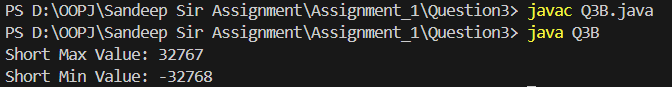 PS D:\OOPJ\Sandeep Sir Assignment\Assignment_1\Question3> javac Q3B.java
PS D:\OOPJ\Sandeep Sir Assignment\Assignment_1\Question3> java Q3B
Short Max Value: 32767
Short Min Value: -32768